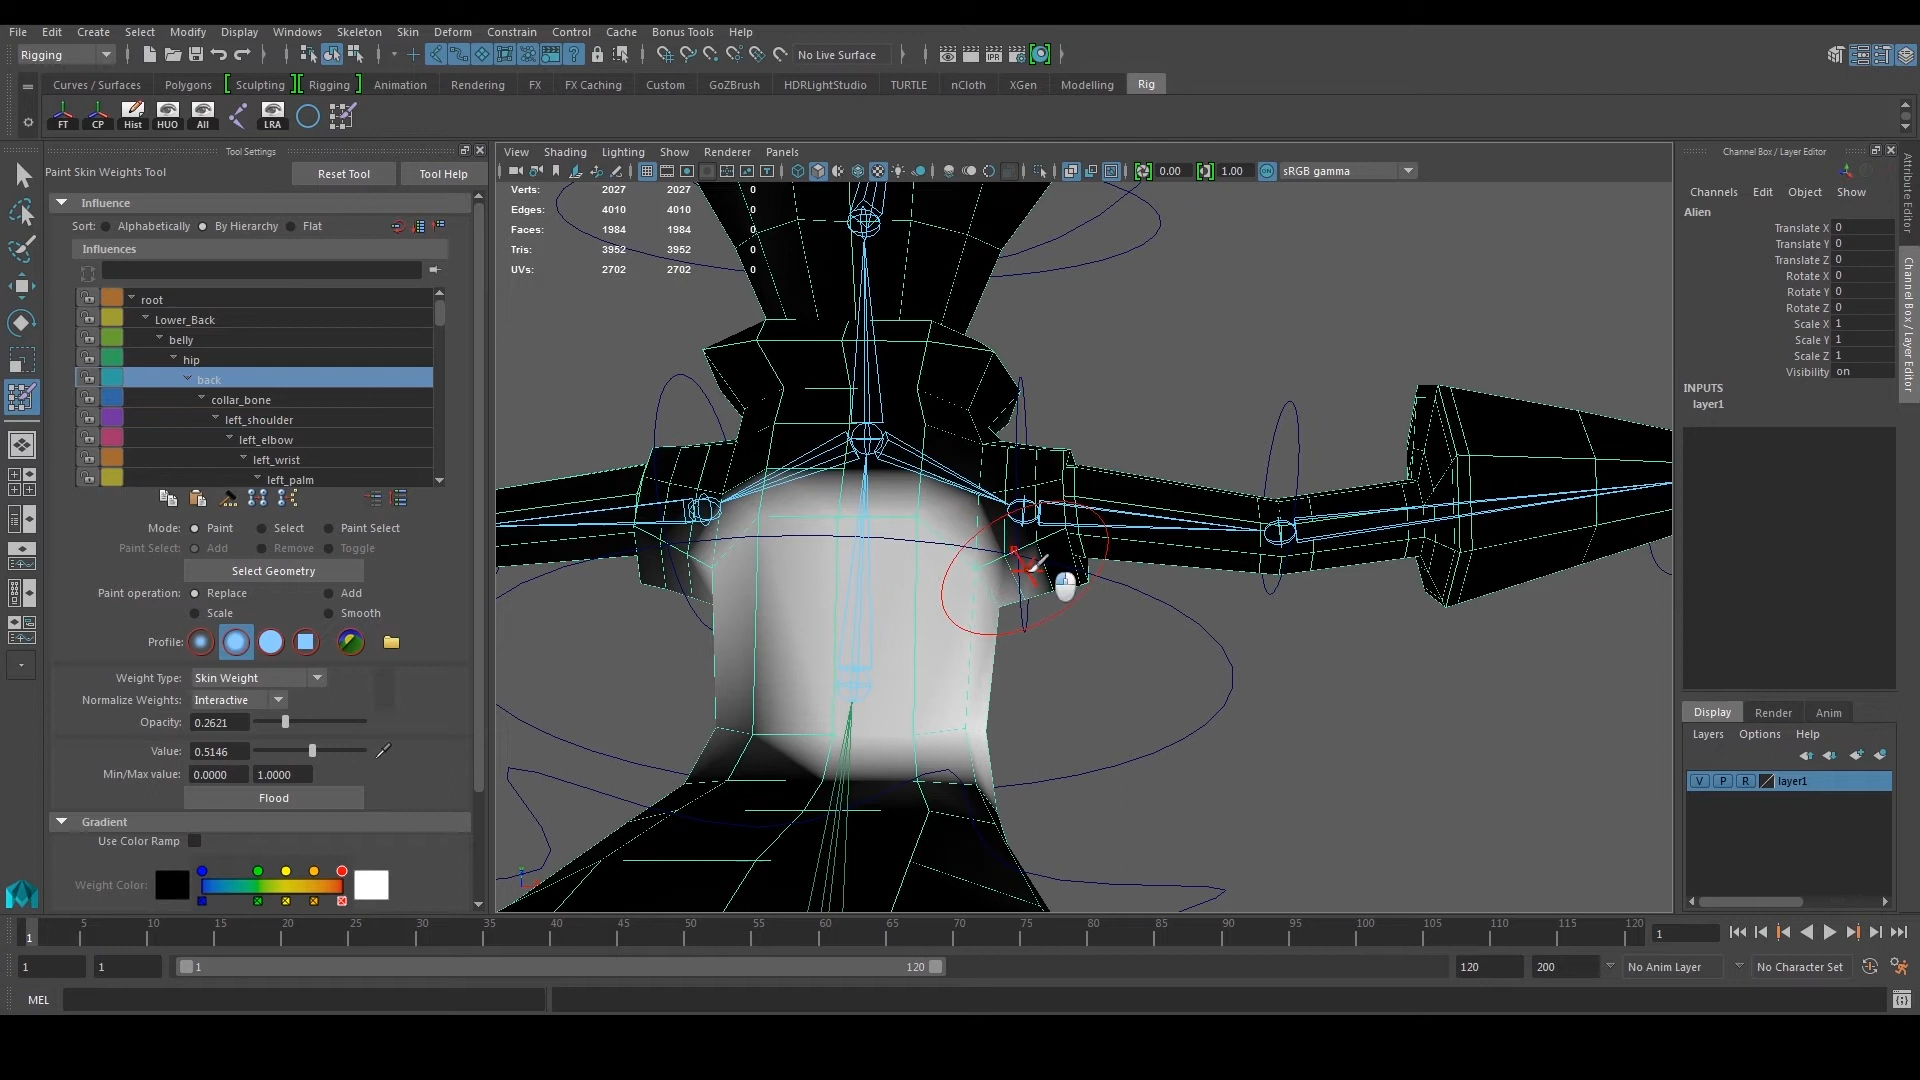 File Edit Create Select Modify Display Windows Skeleton Skin Deform Constrain Control Cache Bonus Tools Help
Rigging No Live Surface
Curves / Surfaces Polygons Sculpting Rigging Animation Rendering FX FX Caching Custom GoZBrush HDRLightStudio TURTLE nCloth XGen Modelling Rig
FT CP Hist HUO All LRA
Tool Settings
Paint Skin Weights Tool Reset Tool Tool Help
Influence
Sort: Alphabetically By Hierarchy Flat
Influences
root
Lower_Back
belly
hip
back
collar_bone
left_shoulder
left_elbow
left_wrist
left_palm
Mode: Paint Select Paint Select
Paint Select: Add Remove Toggle
Select Geometry
Paint operation: Replace Add
Scale Smooth
Profile:
Weight Type: Skin Weight
Normalize Weights: Interactive
Opacity: 0.2621
Value: 0.5146
Min/Max value: 0.0000 1.0000
Flood
Gradient
Use Color Ramp
Weight Color:
View Shading Lighting Show Renderer Panels
0.00 1.00 sRGB gamma
Verts: 2027 2027 0
Edges: 4010 4010 0
Faces: 1984 1984 0
Tris: 3952 3952 0
UVs: 2702 2702 0
Channel Box / Layer Editor
Channels Edit Object Show
Alien
Translate X 0
Translate Y 0
Translate Z 0
Rotate X 0
Rotate Y 0
Rotate Z 0
Scale X 1
Scale Y 1
Scale Z 1
Visibility on
INPUTS
layer1
Attribute Editor
Channel Box / Layer Editor
Display Render Anim
Layers Options Help
V P R layer1
1 5 10 15 20 25 30 35 40 45 50 55 60 65 70 75 80 85 90 95 100 105 110 115 120 1
1 1 1 120 120 200 No Anim Layer No Character Set
MEL